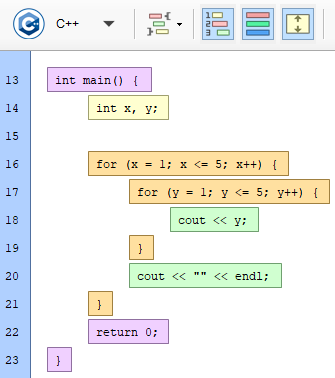 C++
13 int main() {
14 int x, y;
15
16 for (x = 1; x <= 5; x++) {
17 for (y = 1; y <= 5; y++) {
18 cout << y;
19 }
20 cout << "" << endl;
21 }
22 return 0;
23 }